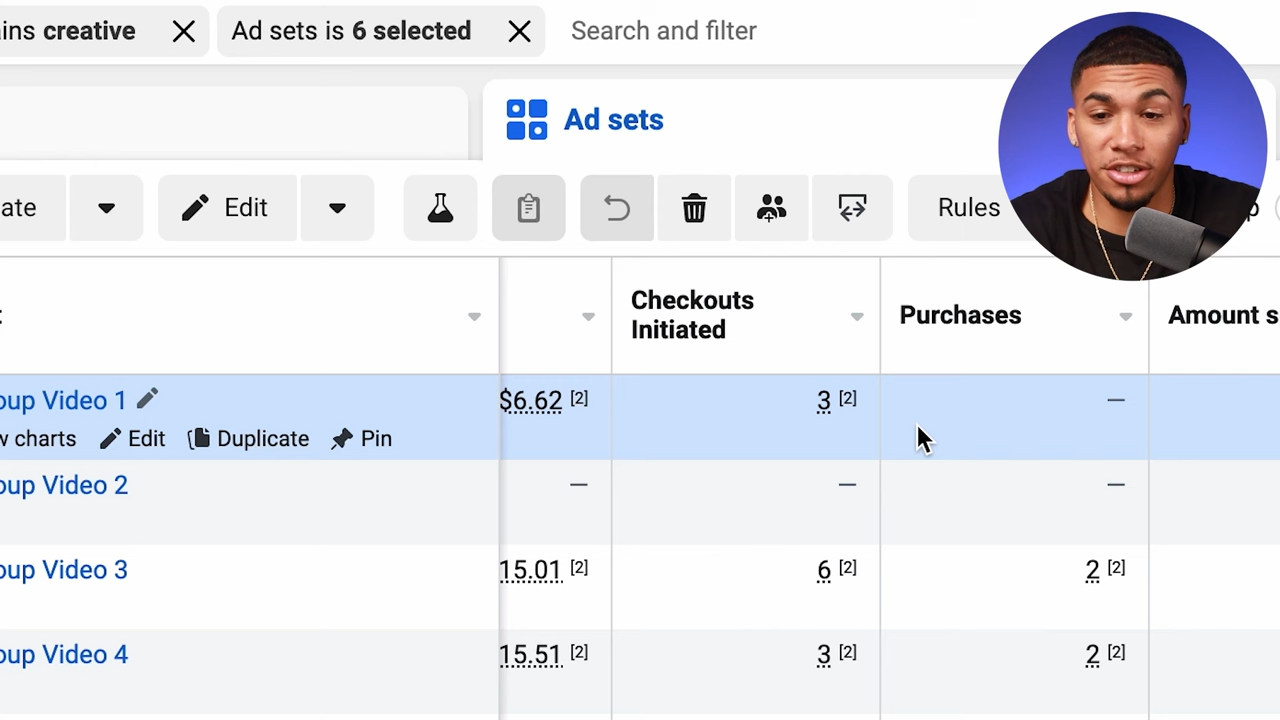 ins creative
Ad sets is 6 selected
Search and filter
Ad sets
ate
Edit
Rules
Checkouts
Initiated
Purchases
Amount s
oup Video 1
$6.62 [2]
3 [2]
—
w charts
Edit
Duplicate
Pin
oup Video 2
—
—
—
oup Video 3
15.01 [2]
6 [2]
2 [2]
oup Video 4
15.51 [2]
3 [2]
2 [2]